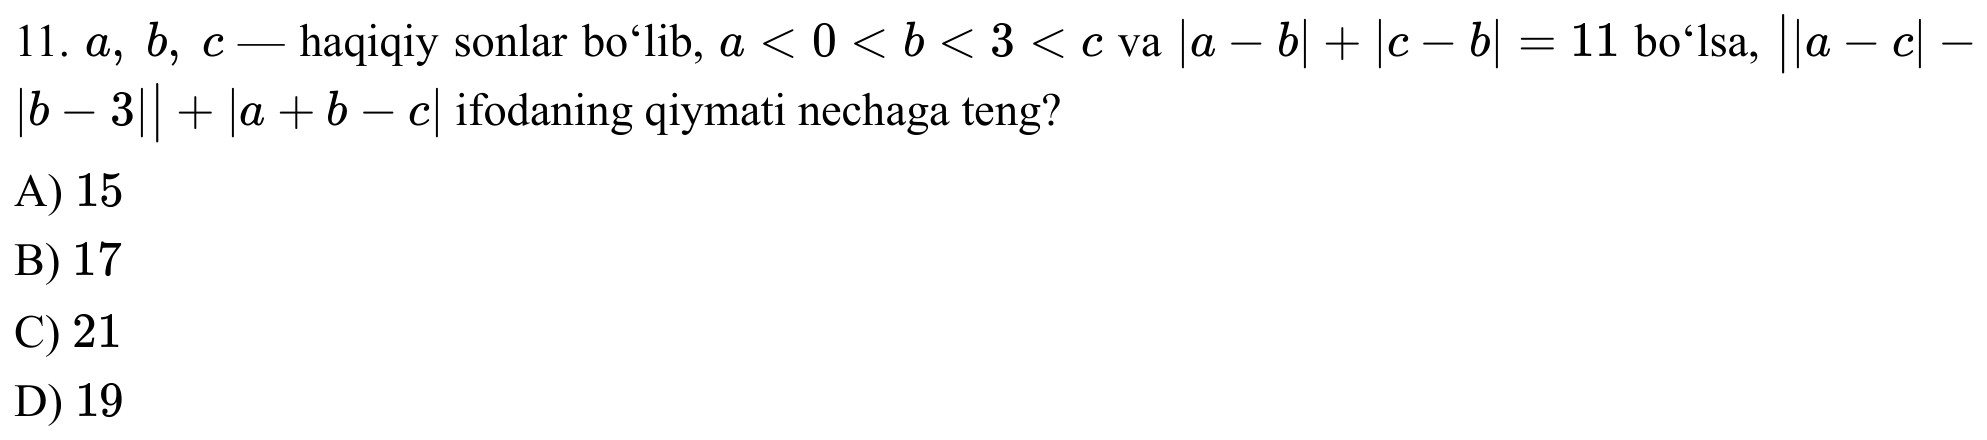 11. a, b, c — haqiqiy sonlar bo‘lib, a < 0 < b < 3 < c va |a − b| + |c − b| = 11 bo‘lsa, ||a − c| −
|b − 3|| + |a + b − c| ifodaning qiymati nechaga teng?
A) 15
B) 17
C) 21
D) 19